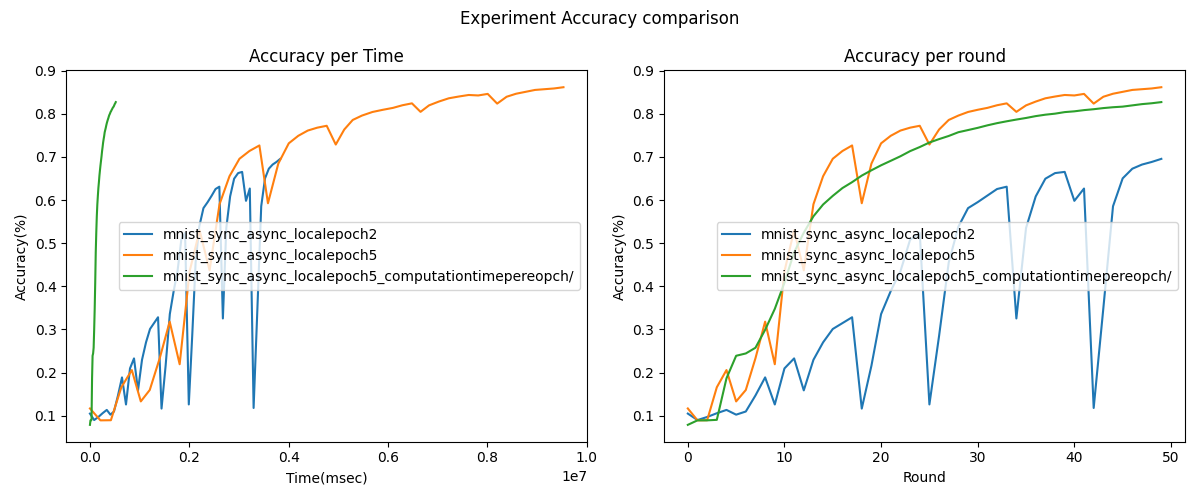 Experiment Accuracy comparison
Accuracy per Time
Accuracy(%)
0.9
0.8
0.7
0.6
0.5
0.4
0.3
0.2
0.1
mnist_sync_async_localepoch2
mnist_sync_async_localepoch5
mnist_sync_async_localepoch5_computationtimepereopch/
0.0
0.2
0.4
0.6
0.8
1.0
1e7
Time(msec)
Accuracy per round
Accuracy(%)
0.9
0.8
0.7
0.6
0.5
0.4
0.3
0.2
0.1
mnist_sync_async_localepoch2
mnist_sync_async_localepoch5
mnist_sync_async_localepoch5_computationtimepereopch/
0
10
20
30
40
50
Round